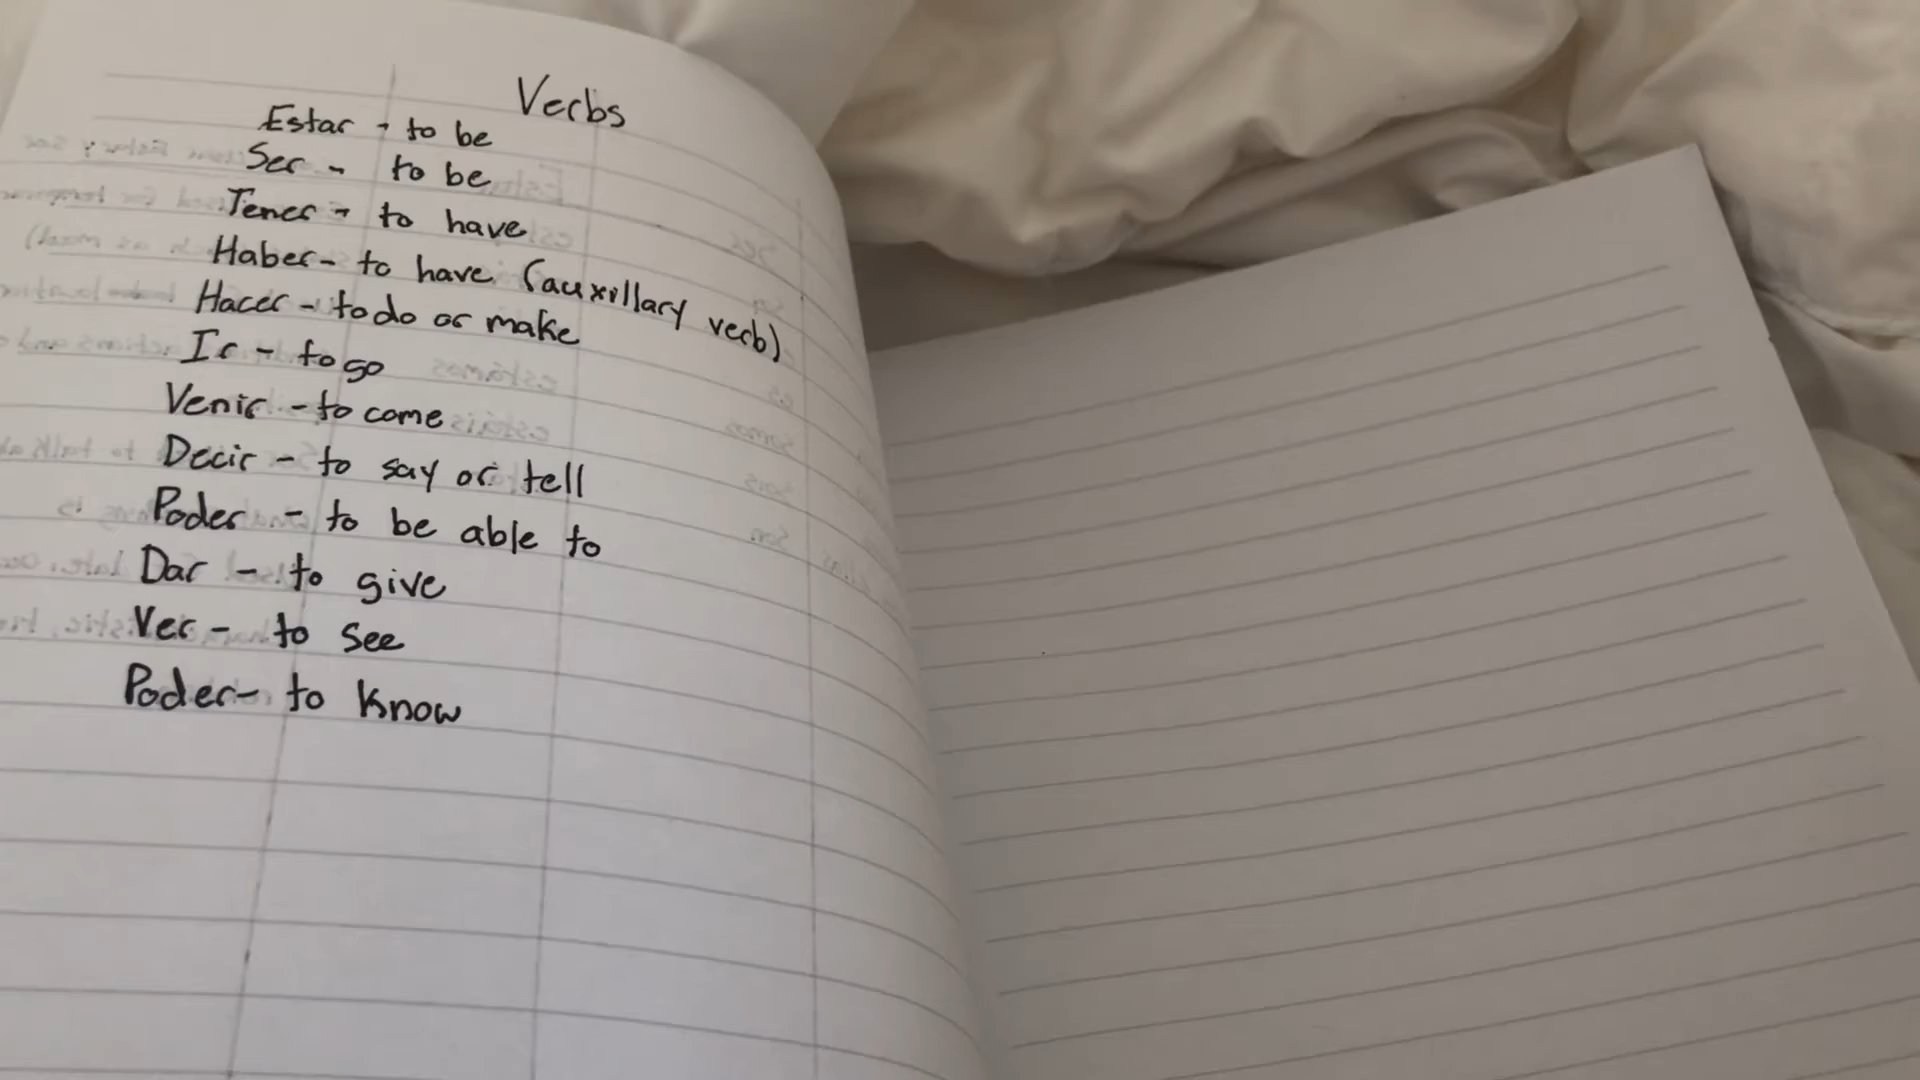 Verbs
Estar - to be
Ser - to be
Tener - to have
Haber - to have (auxillary verb)
Hacer - to do or make
Ir - to go
Venir - to come
Decir - to say or tell
Poder - to be able to
Dar - to give
Ver - to see
Poder - to know